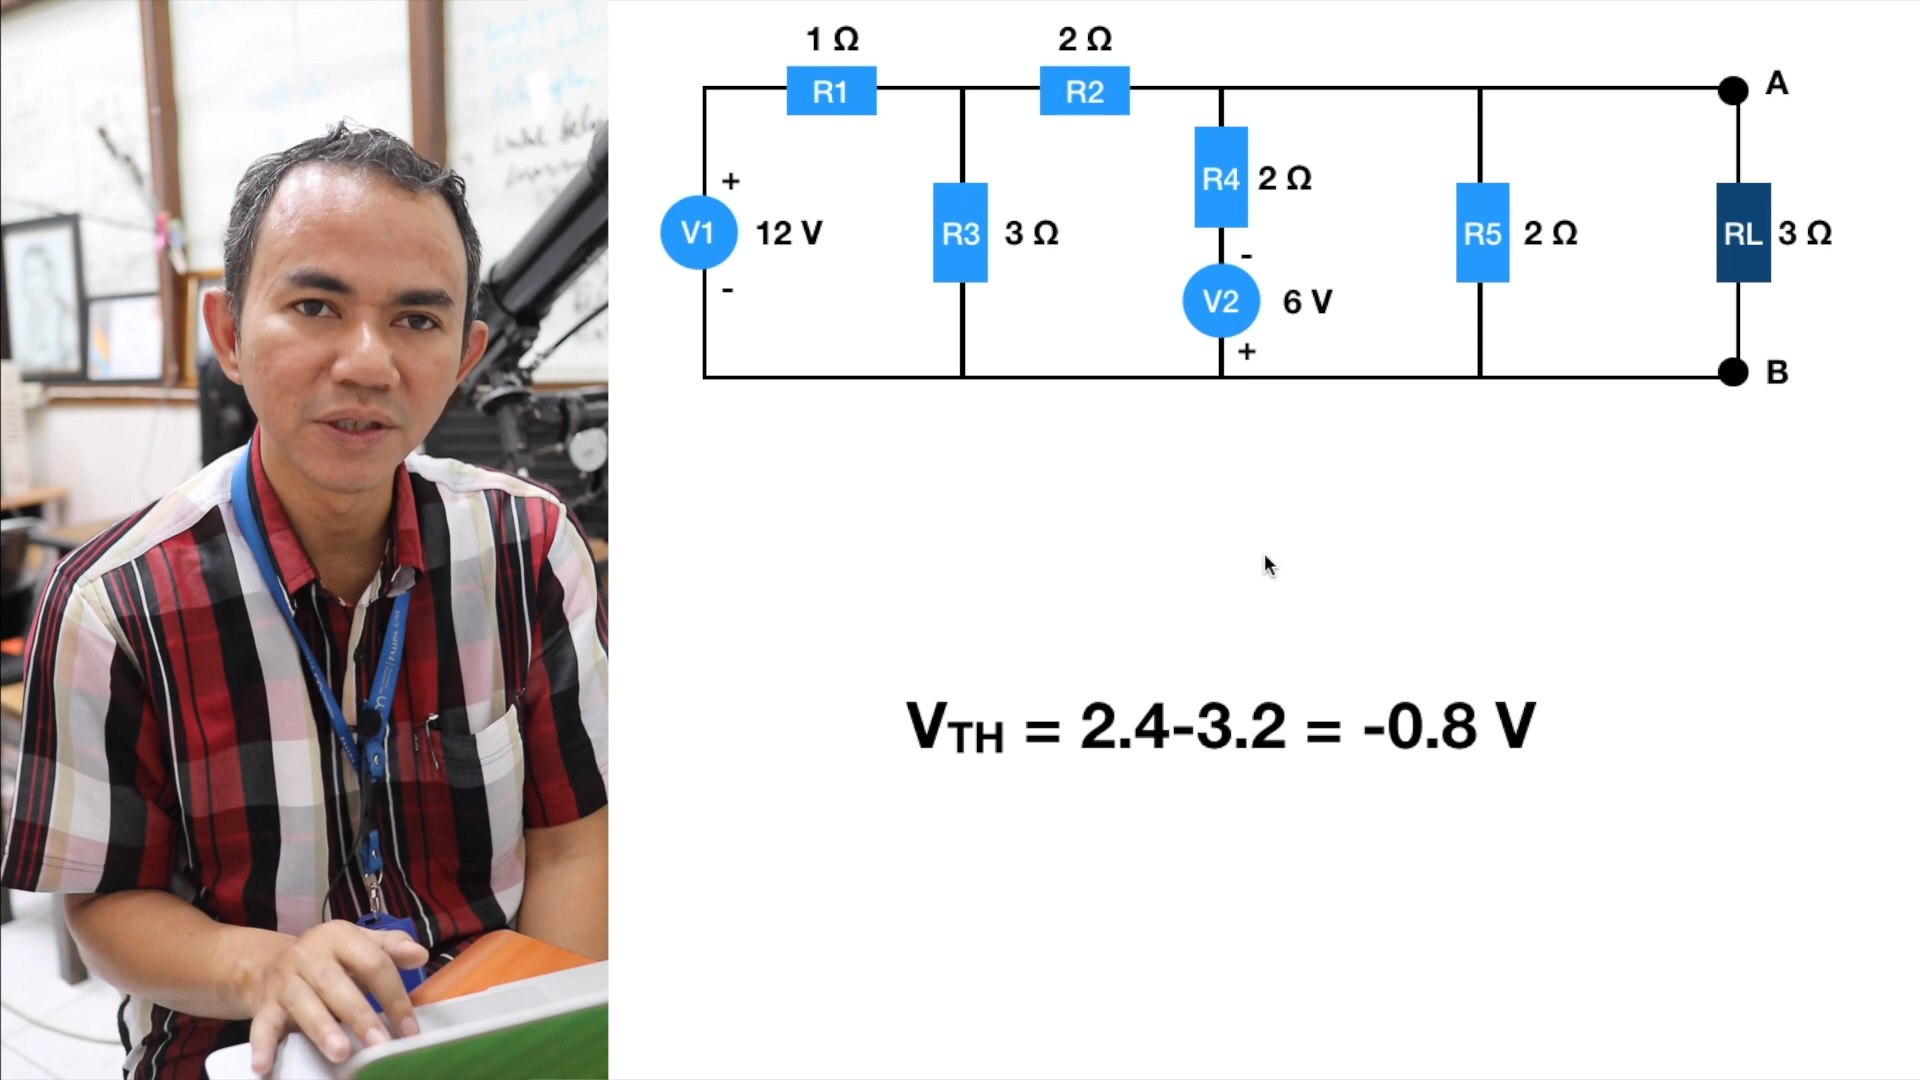 1 Ω 2 Ω
R1 R2 A
+ R4 2 Ω
V1 12 V R3 3 Ω R5 2 Ω RL 3 Ω
-
- V2 6 V
+
B
VTH = 2.4-3.2 = -0.8 V